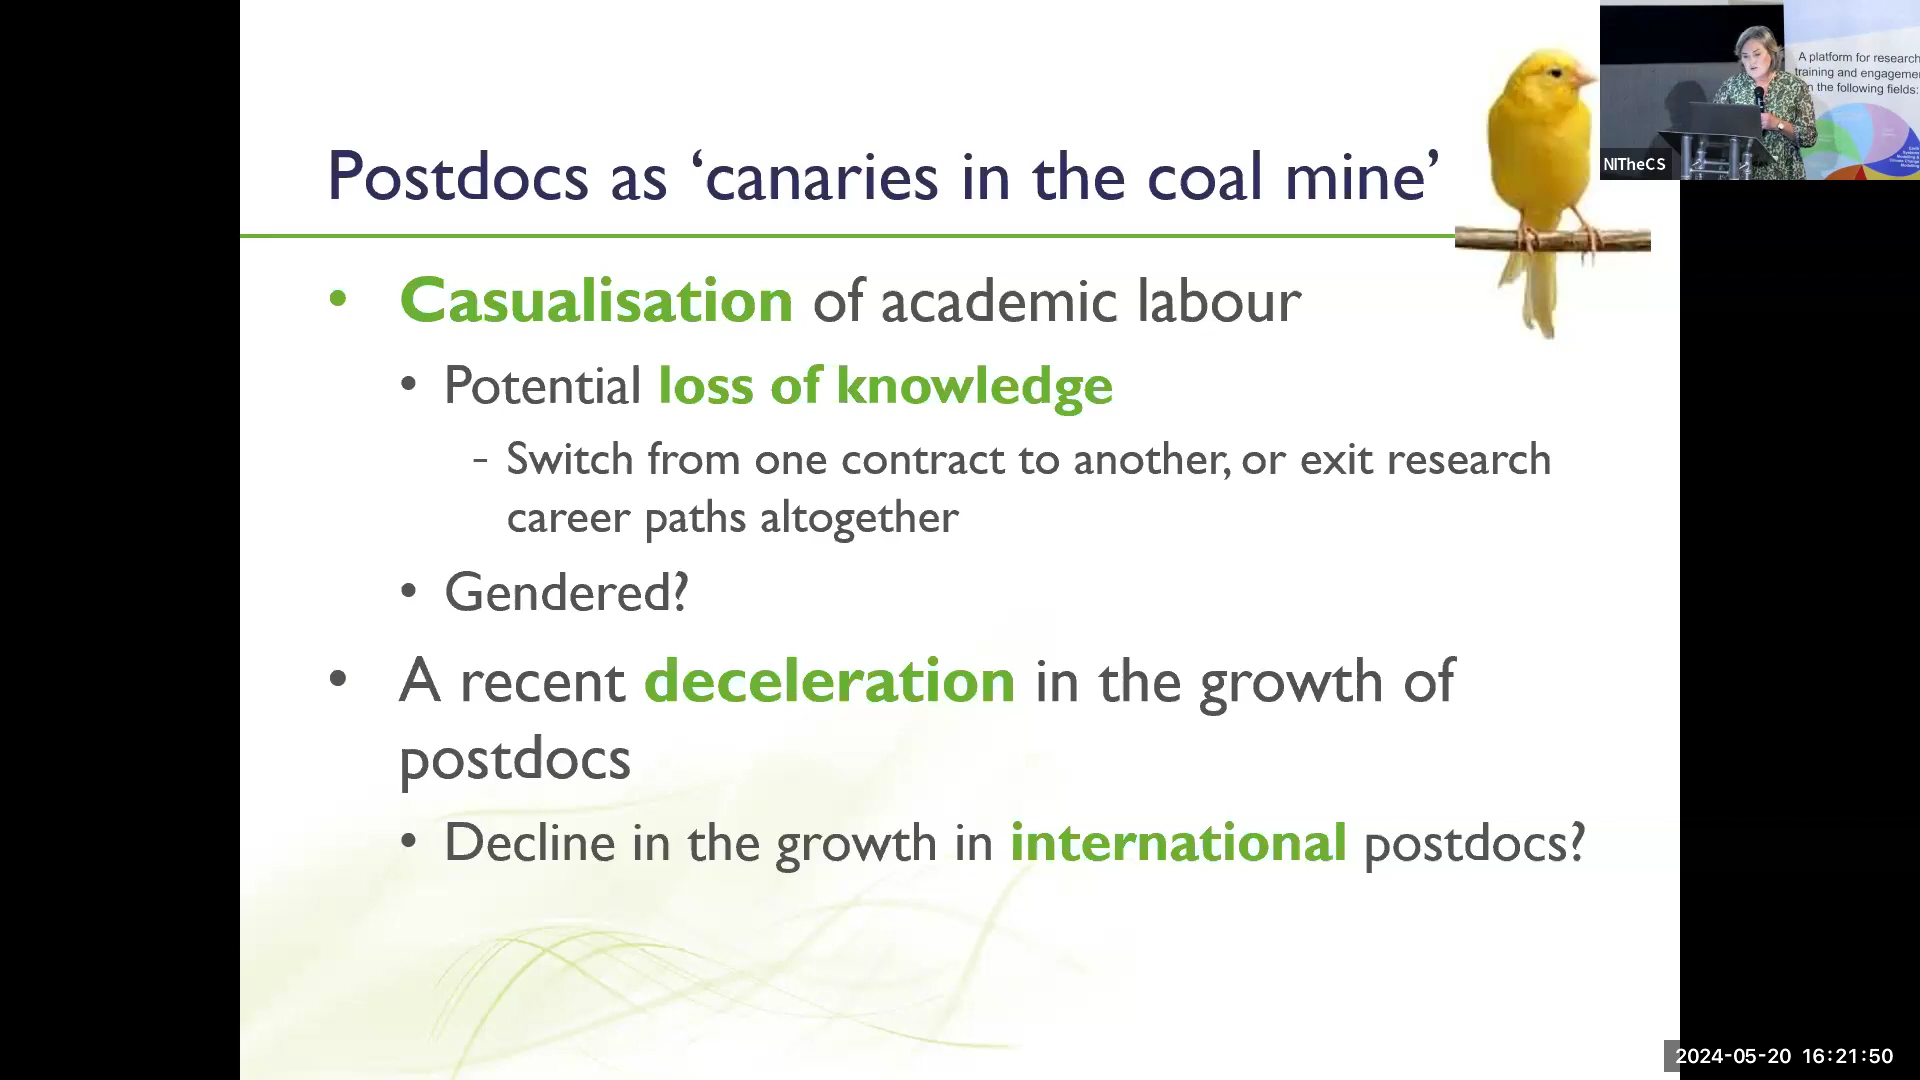 Postdocs as ‘canaries in the coal mine’
• Casualisation of academic labour
• Potential loss of knowledge
- Switch from one contract to another, or exit research
career paths altogether
• Gendered?
• A recent deceleration in the growth of
postdocs
• Decline in the growth in international postdocs?
A platform for research
training and engageme
n the following fields:
NITheCS
2024-05-20 16:21:50